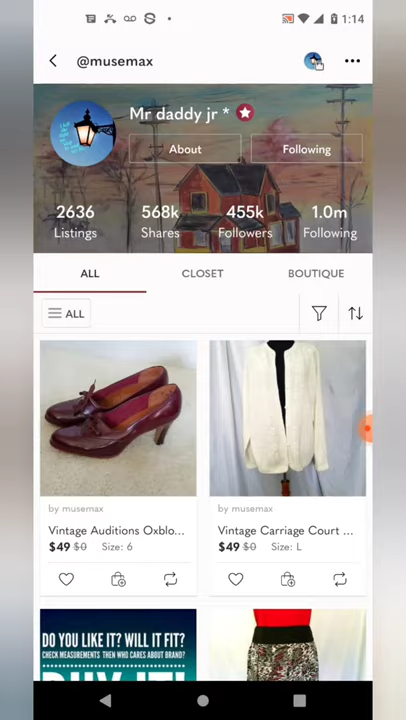 1:14
@musemax
Mr daddy jr *
About
Following
2636
568k
455k
1.0m
Listings
Shares
Followers
Following
ALL
CLOSET
BOUTIQUE
ALL
by musemax
by musemax
Vintage Auditions Oxblo...
Vintage Carriage Court ...
$49 $0 Size: 6
$49 $0 Size: L
DO YOU LIKE IT? WILL IT FIT?
CHECK MEASUREMENTS THEN WHO CARES ABOUT BRAND?
BUY IT!